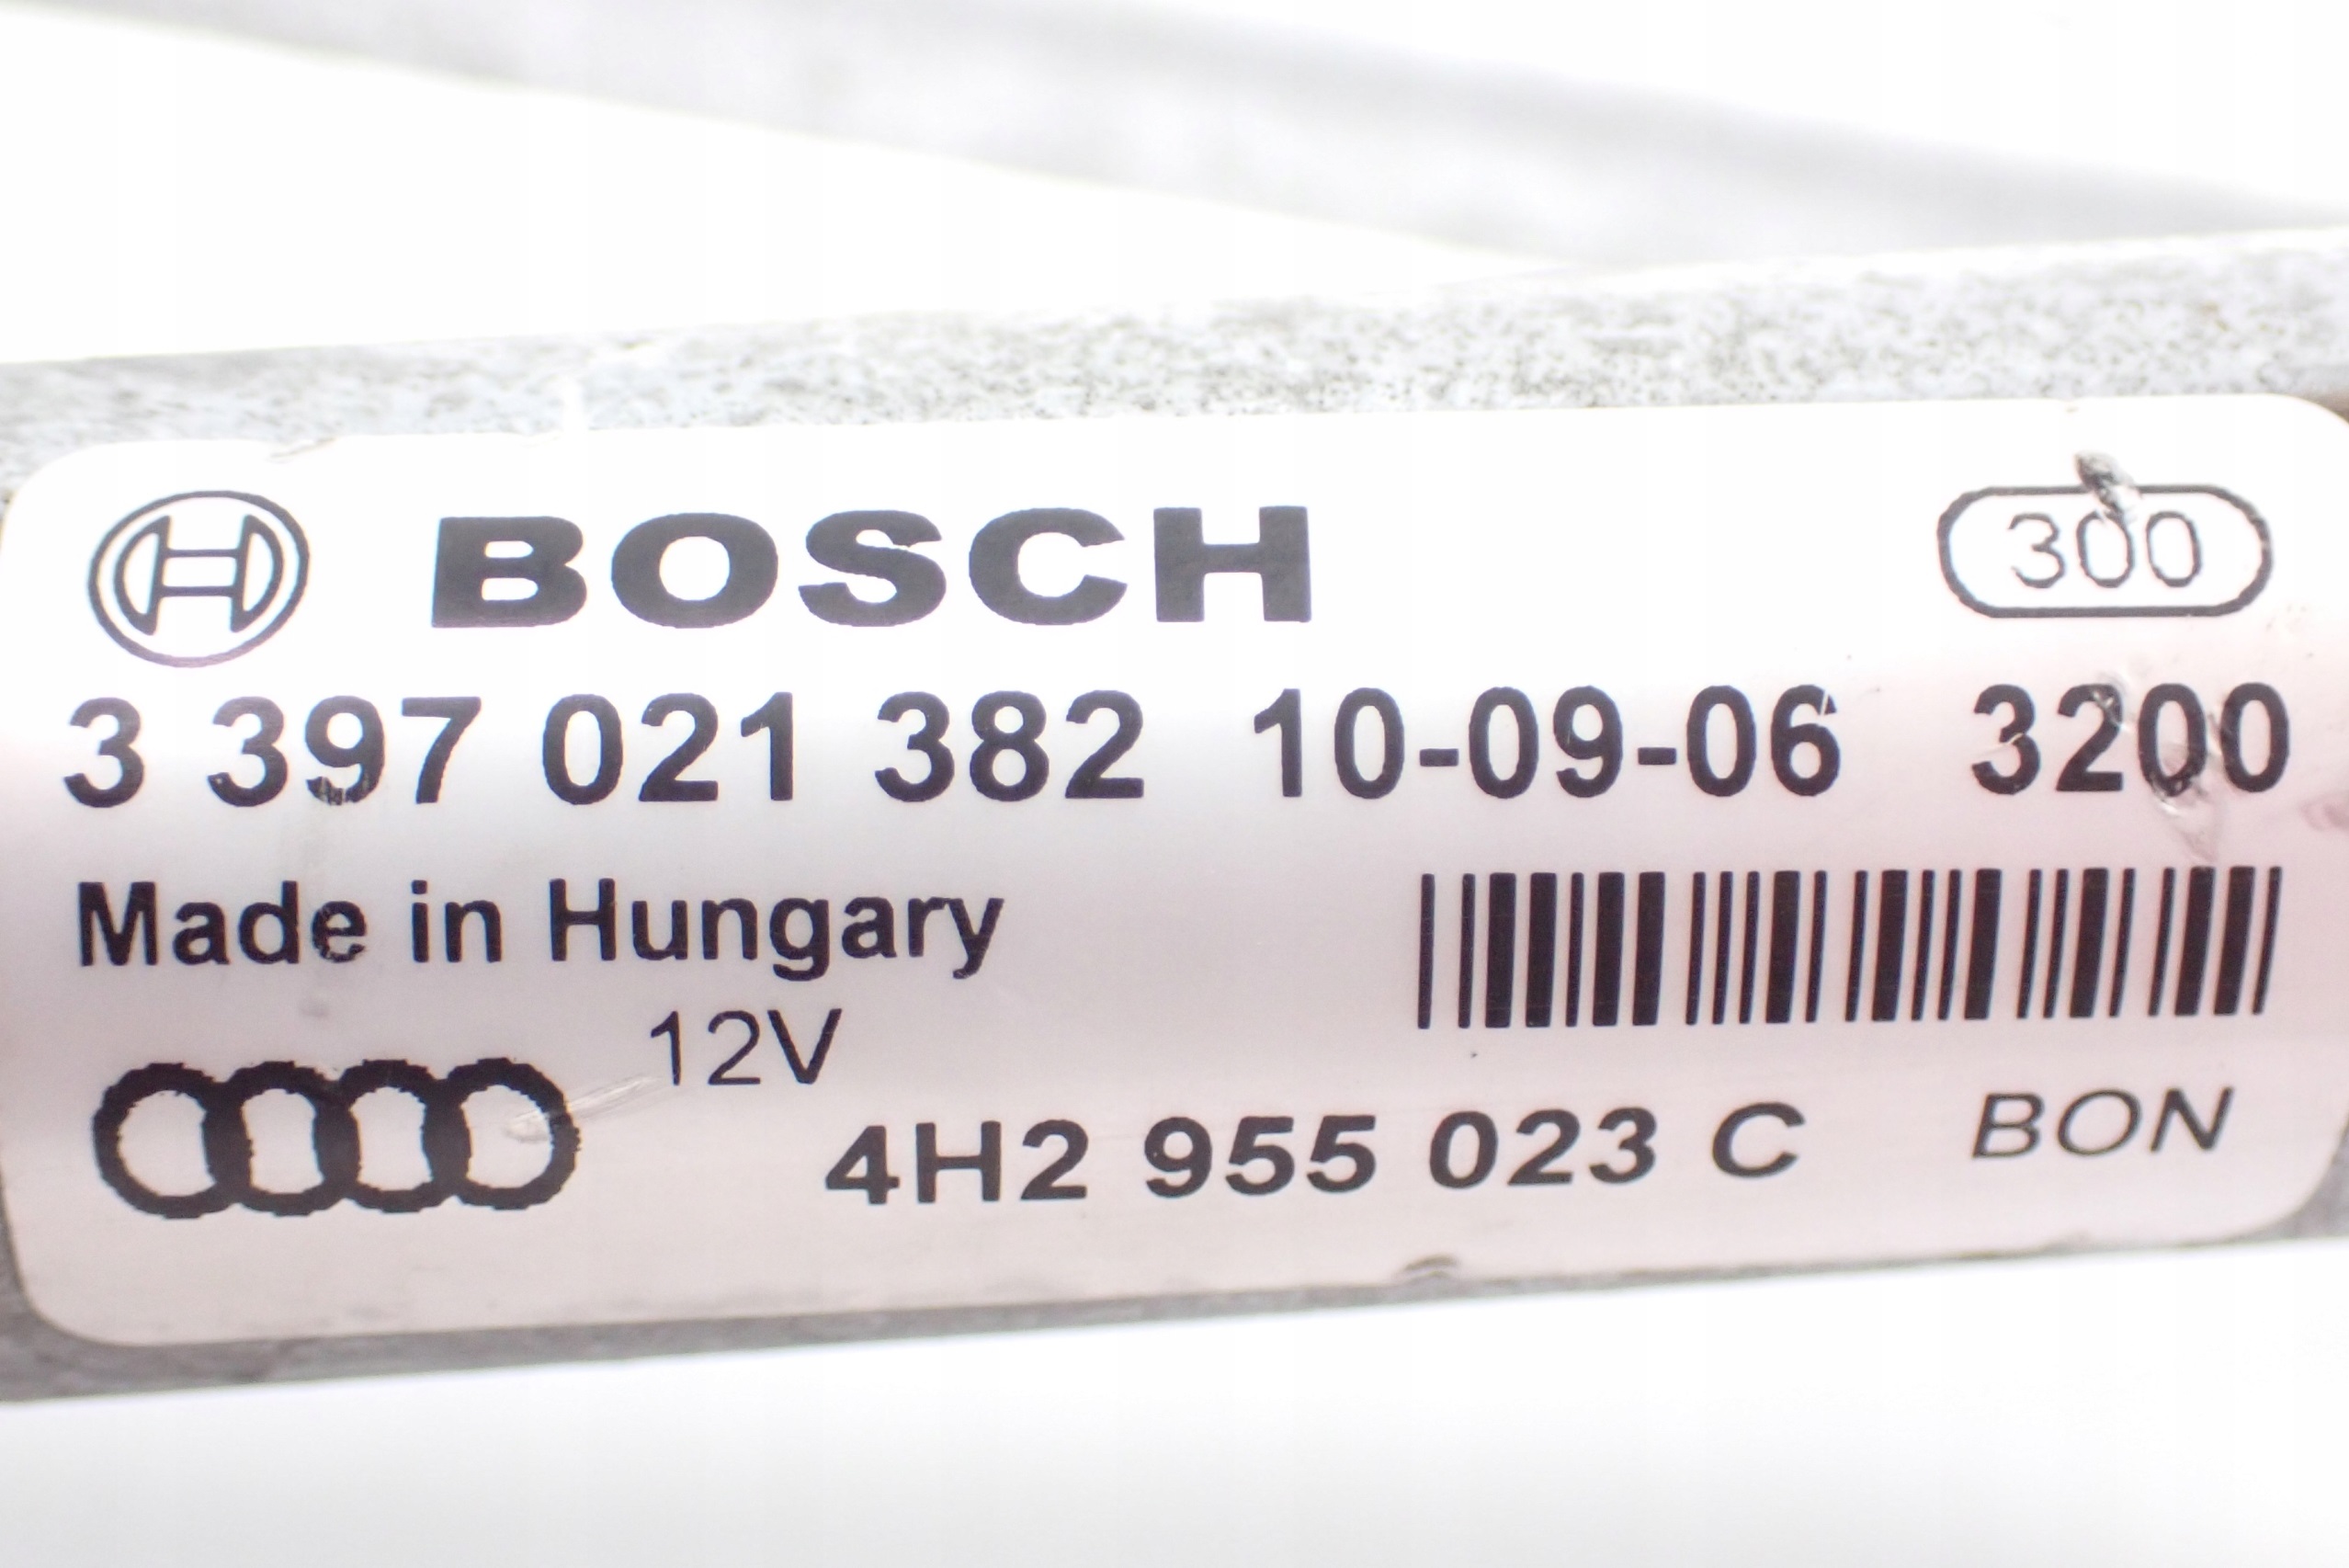 BOSCH 300
3 397 021 382 10-09-06 3200
Made in Hungary
12V
4H2 955 023 C BON